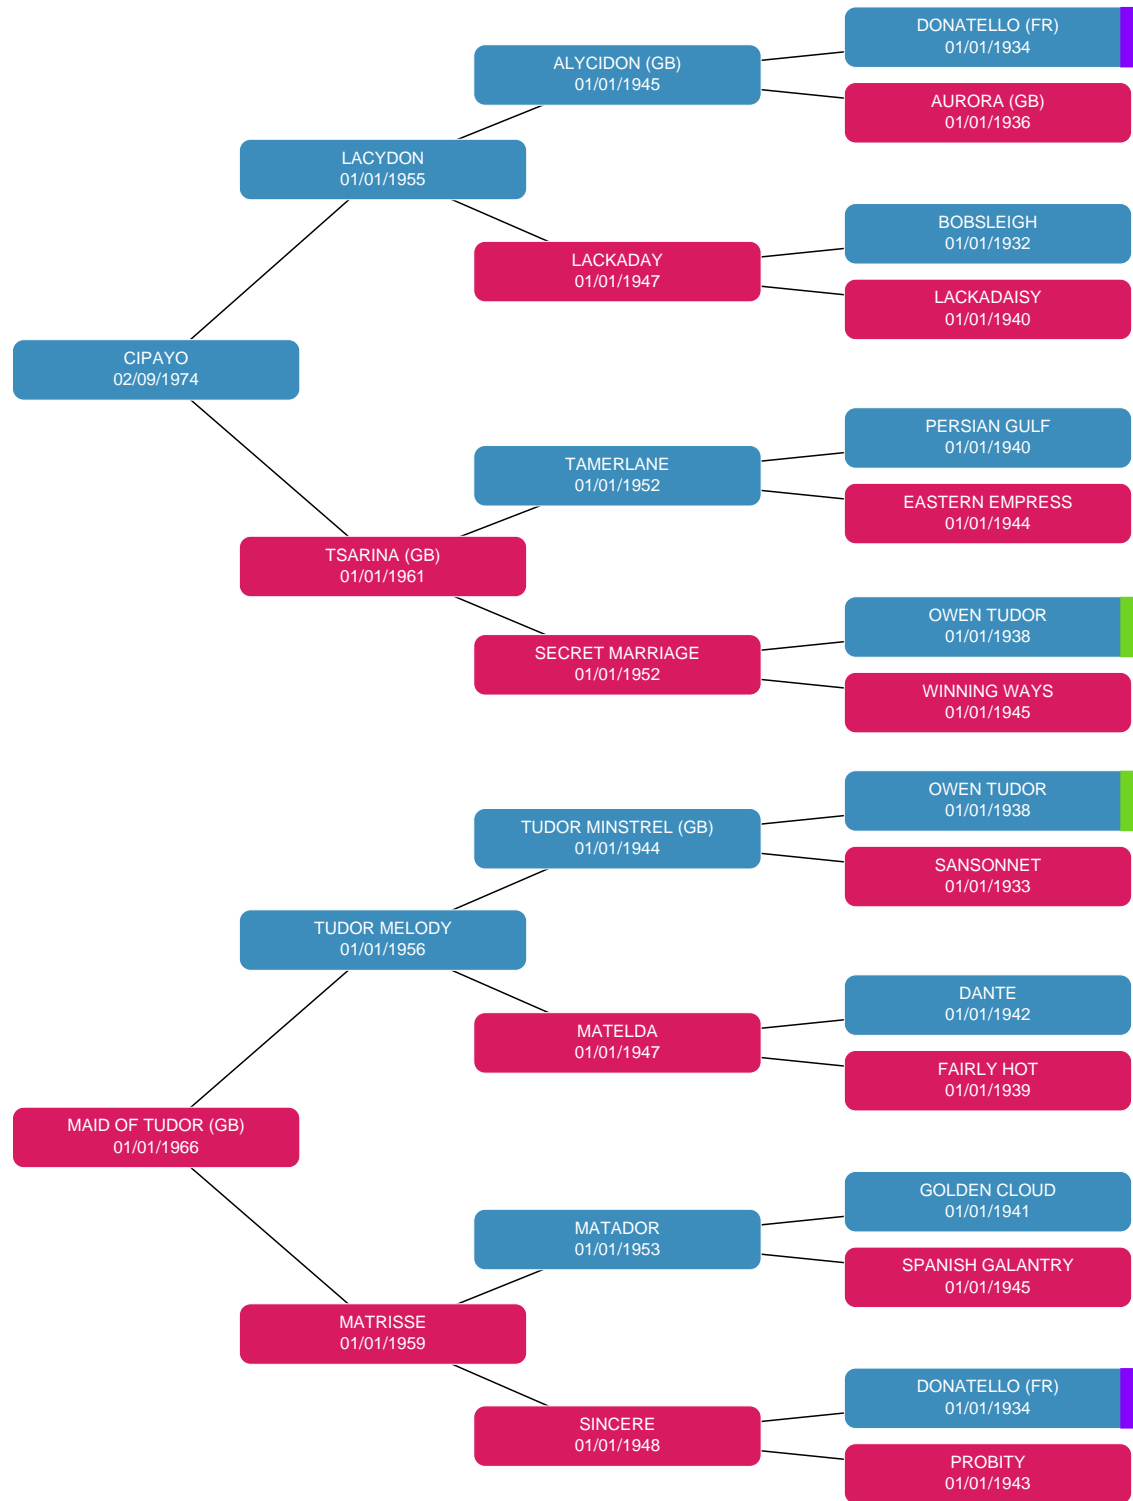 DONATELLO (FR)
01/01/1934
ALYCIDON (GB)
01/01/1945
AURORA (GB)
01/01/1936
LACYDON
01/01/1955
BOBSLEIGH
01/01/1932
LACKADAY
01/01/1947
LACKADAISY
01/01/1940
CIPAYO
02/09/1974
PERSIAN GULF
01/01/1940
TAMERLANE
01/01/1952
EASTERN EMPRESS
01/01/1944
TSARINA (GB)
01/01/1961
OWEN TUDOR
01/01/1938
SECRET MARRIAGE
01/01/1952
WINNING WAYS
01/01/1945
OWEN TUDOR
01/01/1938
TUDOR MINSTREL (GB)
01/01/1944
SANSONNET
01/01/1933
TUDOR MELODY
01/01/1956
DANTE
01/01/1942
MATELDA
01/01/1947
FAIRLY HOT
01/01/1939
MAID OF TUDOR (GB)
01/01/1966
GOLDEN CLOUD
01/01/1941
MATADOR
01/01/1953
SPANISH GALANTRY
01/01/1945
MATRISSE
01/01/1959
DONATELLO (FR)
01/01/1934
SINCERE
01/01/1948
PROBITY
01/01/1943